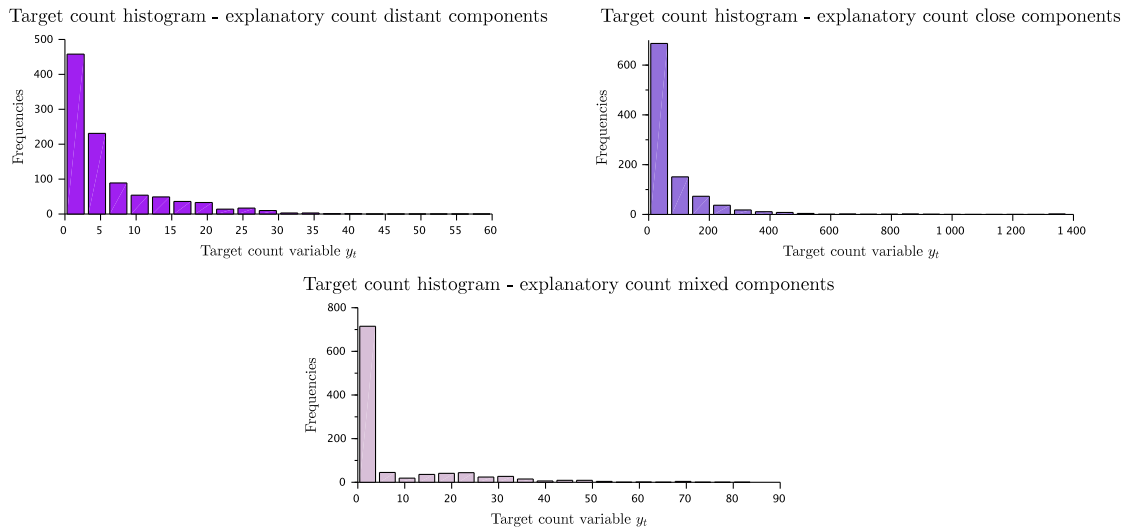 Target count histogram - explanatory count distant components
500
400
300
200
100
0
Frequencies
0 5 10 15 20 25 30 35 40 45 50 55 60
Target count variable yt
Target count histogram - explanatory count close components
600
400
200
0
Frequencies
0 200 400 600 800 1 000 1 200 1 400
Target count variable yt
Target count histogram - explanatory count mixed components
800
600
400
200
0
Frequencies
0 10 20 30 40 50 60 70 80 90
Target count variable yt